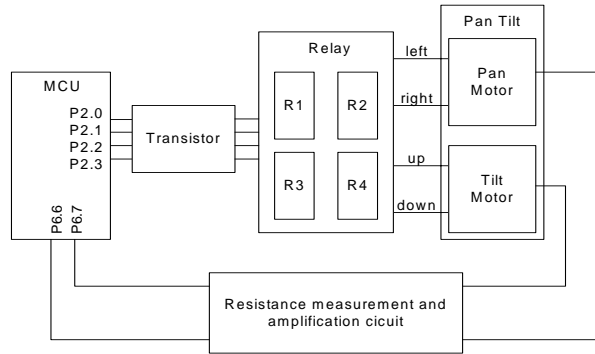 Pan Tilt
Relay
left
MCU
Pan
Motor
P2.0
P2.1
P2.2
P2.3
Transistor
R1
R2
right
R3
R4
up
Tilt
Motor
down
P6.6
P6.7
Resistance measurement and
amplification cicuit